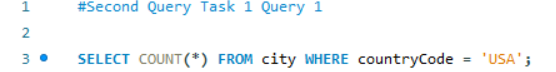 1 #Second Query Task 1 Query 1
2
3 SELECT COUNT(*) FROM city WHERE countryCode = 'USA';